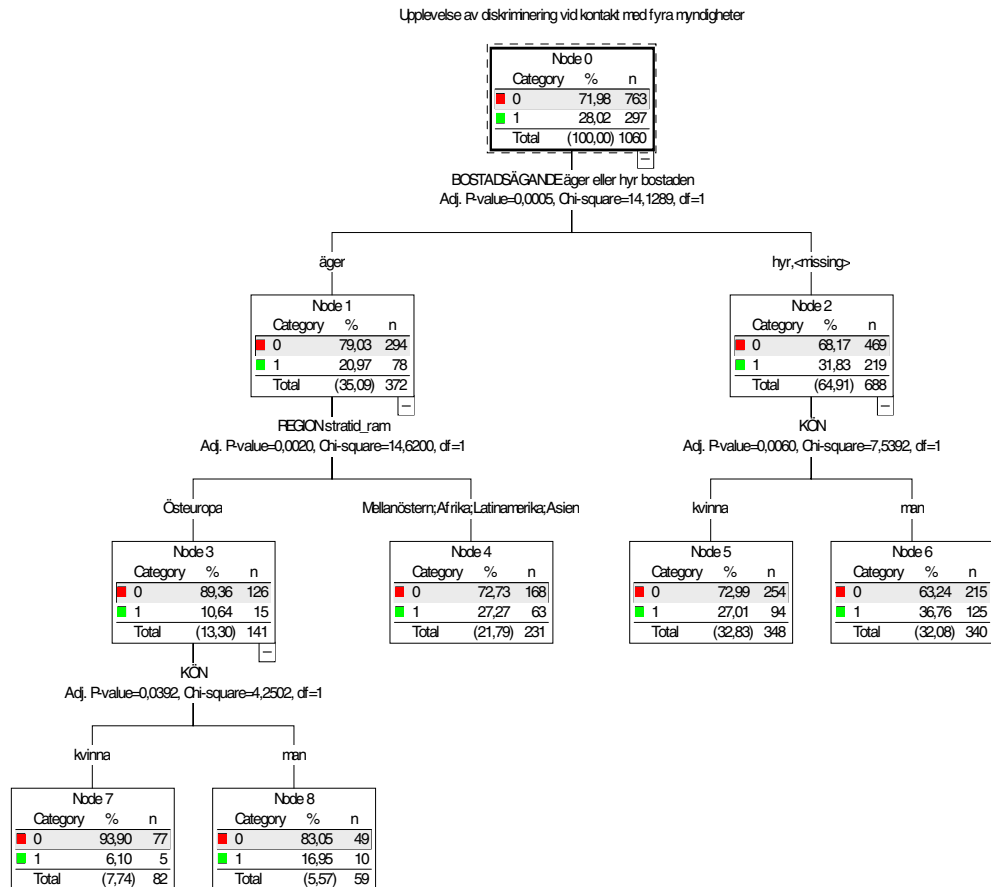 Upplevelse av diskriminering vid kontakt med fyra myndigheter
Node 0
Category % n
0 71,98 763
1 28,02 297
Total (100,00) 1060
BOSTADSÄGANDE äger eller hyr bostaden
Adj. P-value=0,0005, Chi-square=14,1289, df=1
äger
hyr,<missing>
Node 1
Category % n
0 79,03 294
1 20,97 78
Total (35,09) 372
Node 2
Category % n
0 68,17 469
1 31,83 219
Total (64,91) 688
REGION stratid_ram
Adj. P-value=0,0020, Chi-square=14,6200, df=1
KÖN
Adj. P-value=0,0060, Chi-square=7,5392, df=1
Östeuropa
Mellanöstern;Afrika;Latinamerika;Asien
kvinna
man
Node 3
Category % n
0 89,36 126
1 10,64 15
Total (13,30) 141
Node 4
Category % n
0 72,73 168
1 27,27 63
Total (21,79) 231
Node 5
Category % n
0 72,99 254
1 27,01 94
Total (32,83) 348
Node 6
Category % n
0 63,24 215
1 36,76 125
Total (32,08) 340
KÖN
Adj. P-value=0,0392, Chi-square=4,2502, df=1
kvinna
man
Node 7
Category % n
0 93,90 77
1 6,10 5
Total (7,74) 82
Node 8
Category % n
0 83,05 49
1 16,95 10
Total (5,57) 59